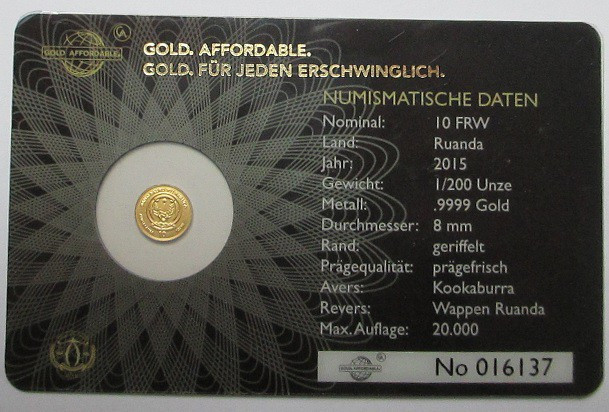 GOLD. AFFORDABLE.
GOLD. AFFORDABLE.
GOLD. FÜR JEDEN ERSCHWINGLICH.
NUMISMATISCHE DATEN
Nominal: 10 FRW
Land: Ruanda
Jahr: 2015
Gewicht: 1/200 Unze
Metall: .9999 Gold
Durchmesser: 8 mm
Rand: geriffelt
Prägequalität: prägefrisch
Avers: Kookaburra
Revers: Wappen Ruanda
Max. Auflage: 20.000
GOLD. AFFORDABLE.
No 016137